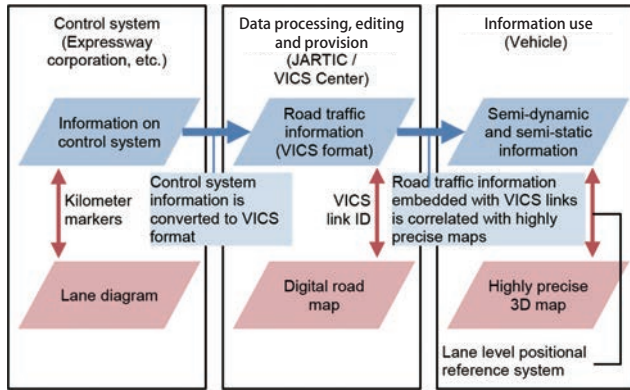 Control system
(Expressway
corporation, etc.)
Data processing, editing
and provision
(JARTIC /
VICS Center)
Information use
(Vehicle)
Information on
control system
Road traffic
information
(VICS format)
Semi-dynamic
and semi-static
information
Kilometer
markers
Control system
information is
converted to VICS
format
VICS
link ID
Road traffic information
embedded with VICS links
is correlated with highly
precise maps
Lane diagram
Digital road
map
Highly precise
3D map
Lane level positional
reference system